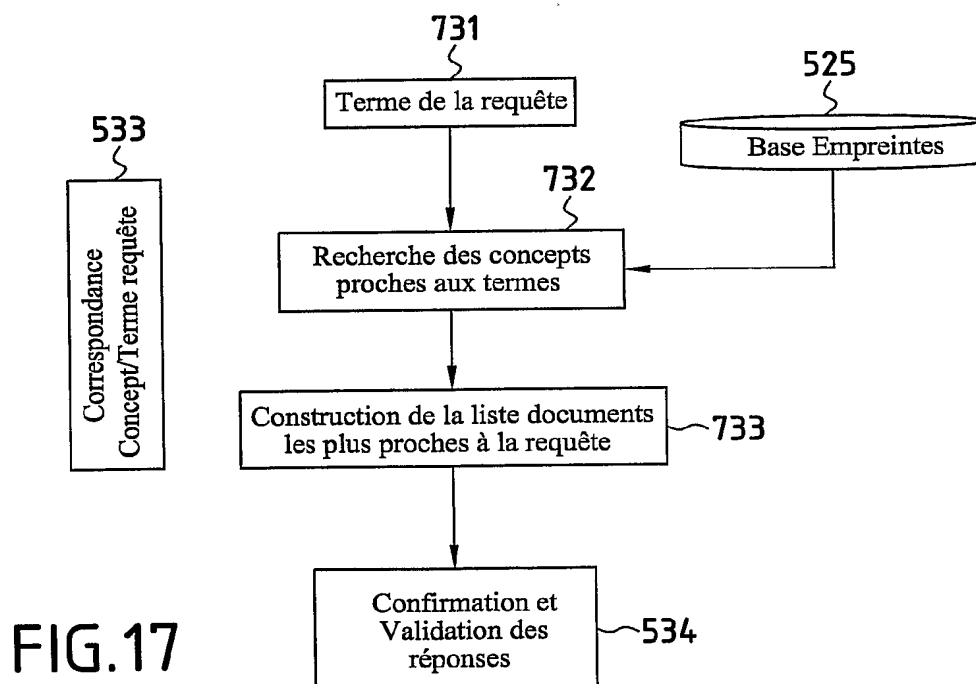 731
Terme de la requête
525
Base Empreintes
533
Correspondance
Concept/Terme requête
732
Recherche des concepts
proches aux termes
Construction de la liste documents
les plus proches à la requête
733
Confirmation et
Validation des
réponses
534
FIG.17